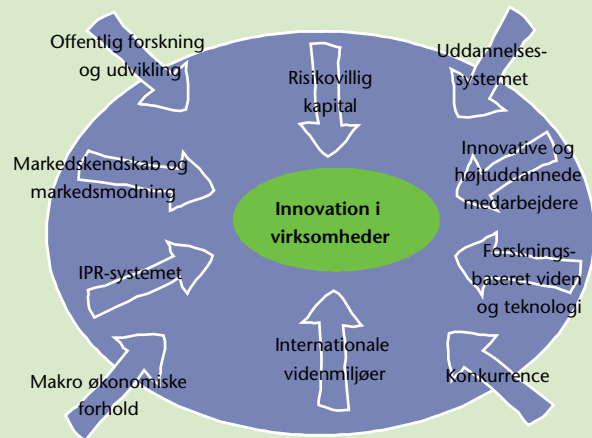 Offentlig forskning
og udvikling
Risikovillig
kapital
Uddannelses-
systemet
Markedskendskab og
markedsmodning
Innovation i
virksomheder
Innovative og
højtuddannede
medarbejdere
IPR-systemet
Forsknings-
baseret viden
og teknologi
Makro økonomiske
forhold
Internationale
videnmiljøer
Konkurrence